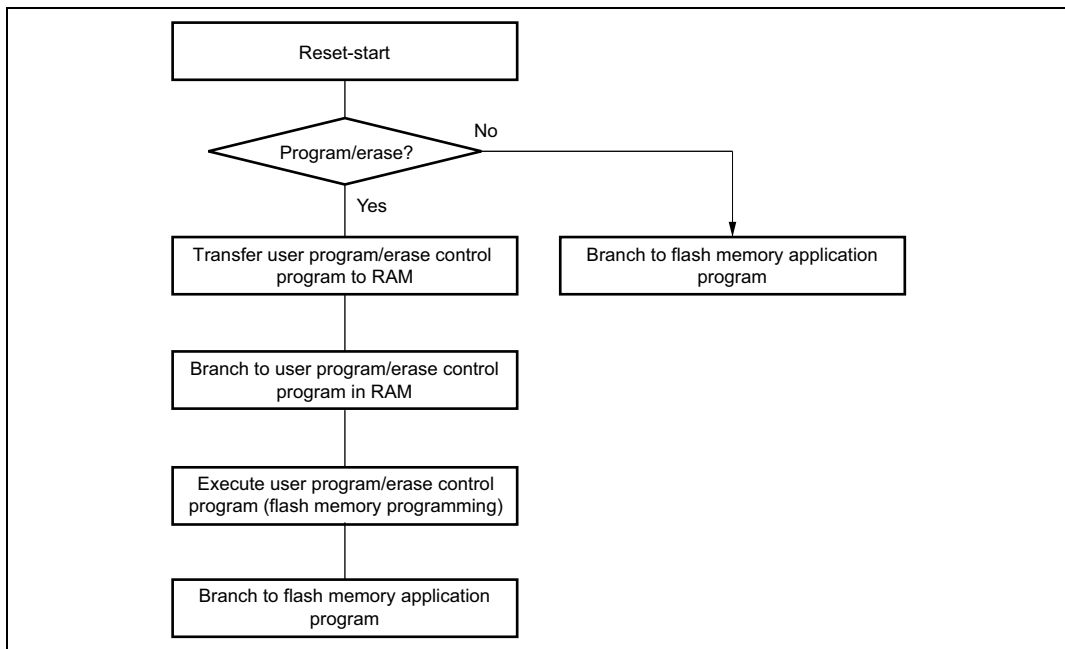 Reset-start
No
Program/erase?
Yes
Transfer user program/erase control
program to RAM
Branch to flash memory application
program
Branch to user program/erase control
program in RAM
Execute user program/erase control
program (flash memory programming)
Branch to flash memory application
program